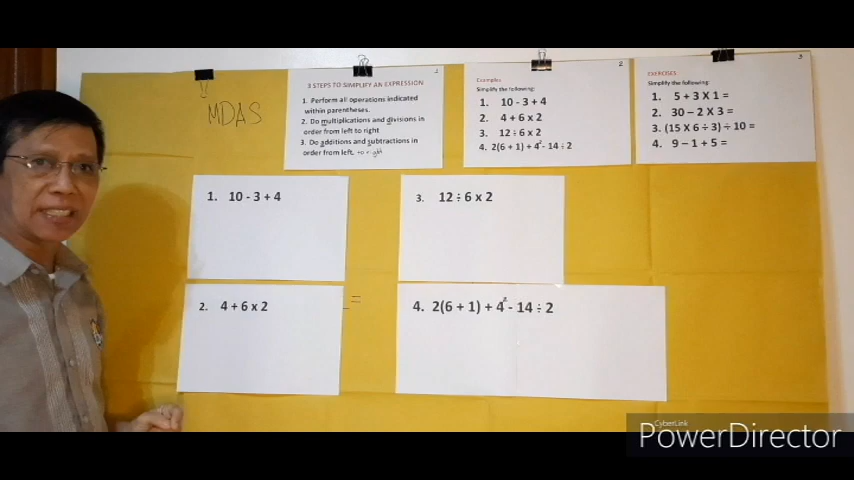 MDAS
1
3 STEPS TO SIMPLIFY AN EXPRESSION
1. Perform all operations indicated
within parentheses.
2. Do multiplications and divisions in
order from left to right
3. Do additions and subtractions in
order from left to right
2
Examples
Simplify the following:
1. 10 - 3 + 4
2. 4 + 6 x 2
3. 12 ÷ 6 x 2
4. 2(6 + 1) + 4² - 14 ÷ 2
3
EXERCISES
Simplify the following:
1. 5 + 3 X 1 =
2. 30 – 2 X 3 =
3. (15 X 6 ÷ 3) ÷ 10 =
4. 9 – 1 + 5 =
1. 10 - 3 + 4
3. 12 ÷ 6 x 2
2. 4 + 6 x 2
=
4. 2(6 + 1) + 4² - 14 ÷ 2
CyberLink
PowerDirector